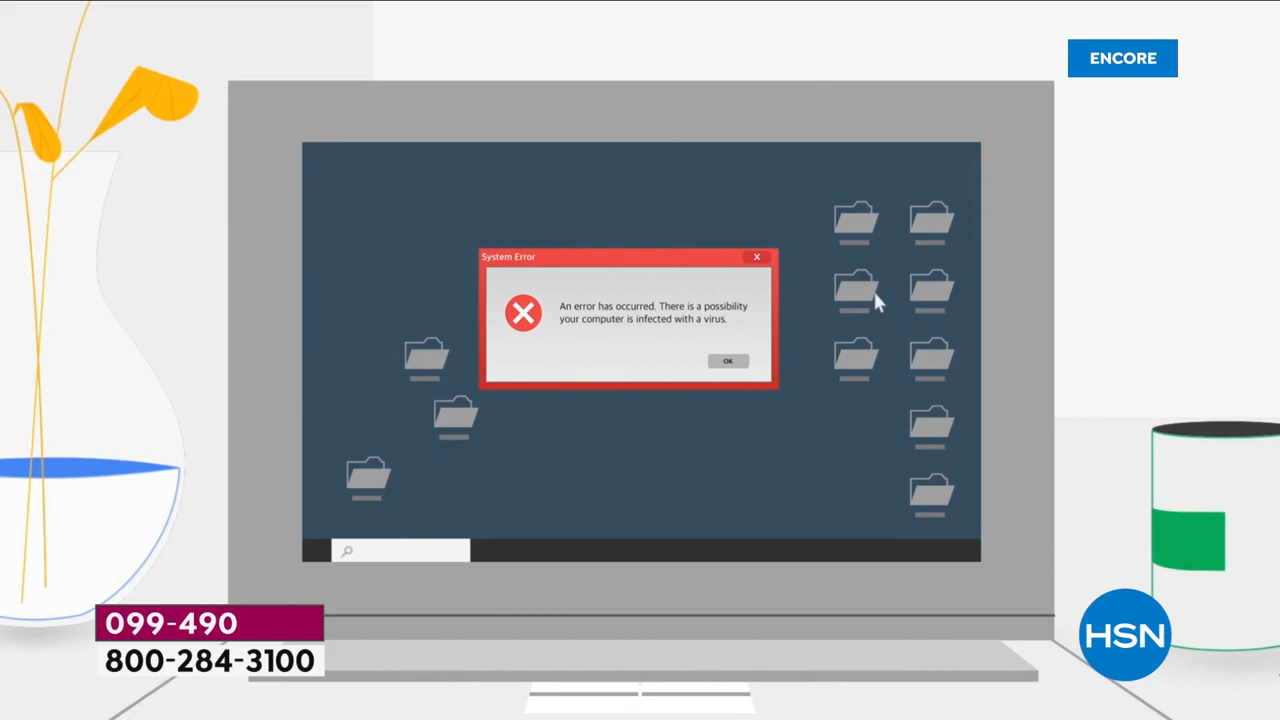 ENCORE
System Error
X
An error has occurred. There is a possibility
your computer is infected with a virus.
OK
099-490
800-284-3100
HSN